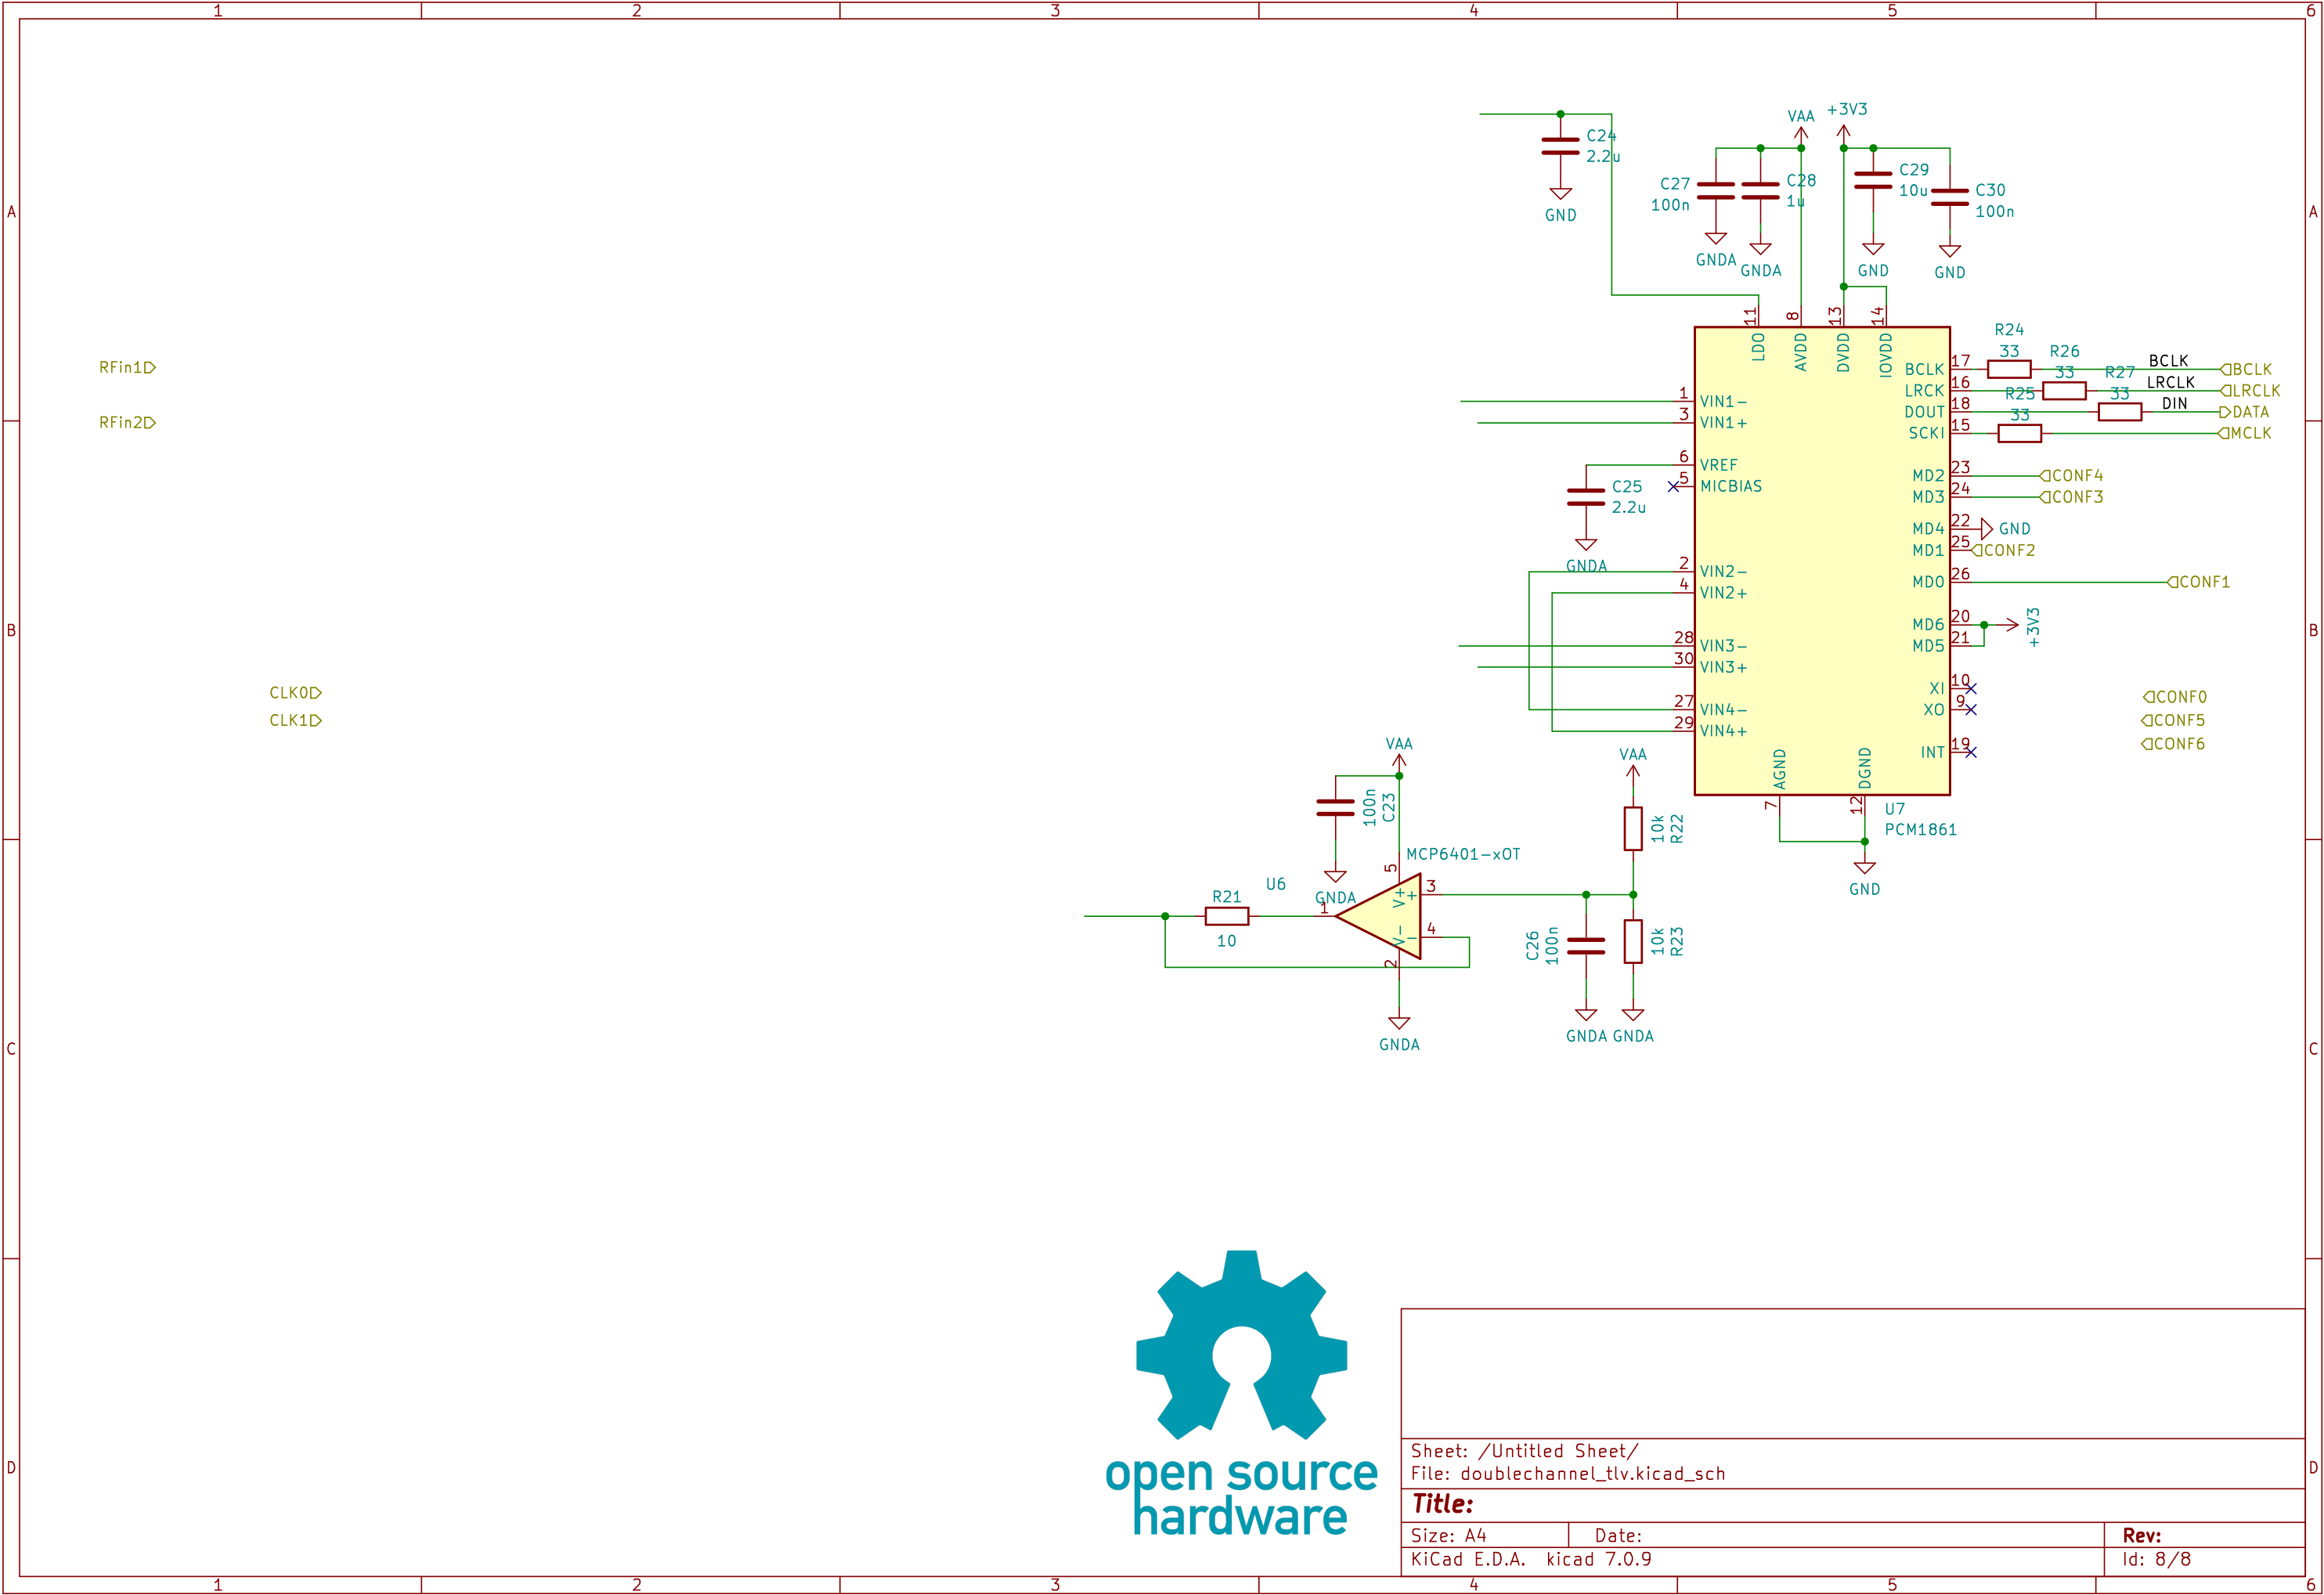 1 2 3 4 5 6
A A
B B
C C
D D
C24
2.2u
GND
VAA
+3V3
C27
100n
GNDA
C28
1u
GNDA
C29
10u
GND
C30
100n
GND
RFin1
RFin2
CLK0
CLK1
11
LDO
8
AVDD
13
DVDD
14
IOVDD
1 VIN1-
3 VIN1+
6 VREF
5 MICBIAS
2 VIN2-
4 VIN2+
28 VIN3-
30 VIN3+
27 VIN4-
29 VIN4+
BCLK 17
LRCK 16
DOUT 18
SCKI 15
MD2 23
MD3 24
MD4 22
MD1 25
MD0 26
MD6 20
MD5 21
XI 10
XO 9
INT 19
AGND
7
DGND
12
U7
PCM1861
GND
R24
33
R26
33
R27
33
R25
33
BCLK
LRCLK
DIN
BCLK
LRCLK
DATA
MCLK
CONF4
CONF3
GND
CONF2
CONF1
+3V3
CONF0
CONF5
CONF6
C25
2.2u
GNDA
VAA
100n
C23
GNDA
MCP6401-xOT
U6
R21
10
1
5
V+
+
3
4
-
V-
2
GNDA
VAA
10k
R22
C26
100n
10k
R23
GNDA GNDA
open source
hardware
Sheet: /Untitled Sheet/
File: doublechannel_tlv.kicad_sch
Title:
Size: A4 Date: Rev:
KiCad E.D.A. kicad 7.0.9 Id: 8/8
1 2 3 4 5 6